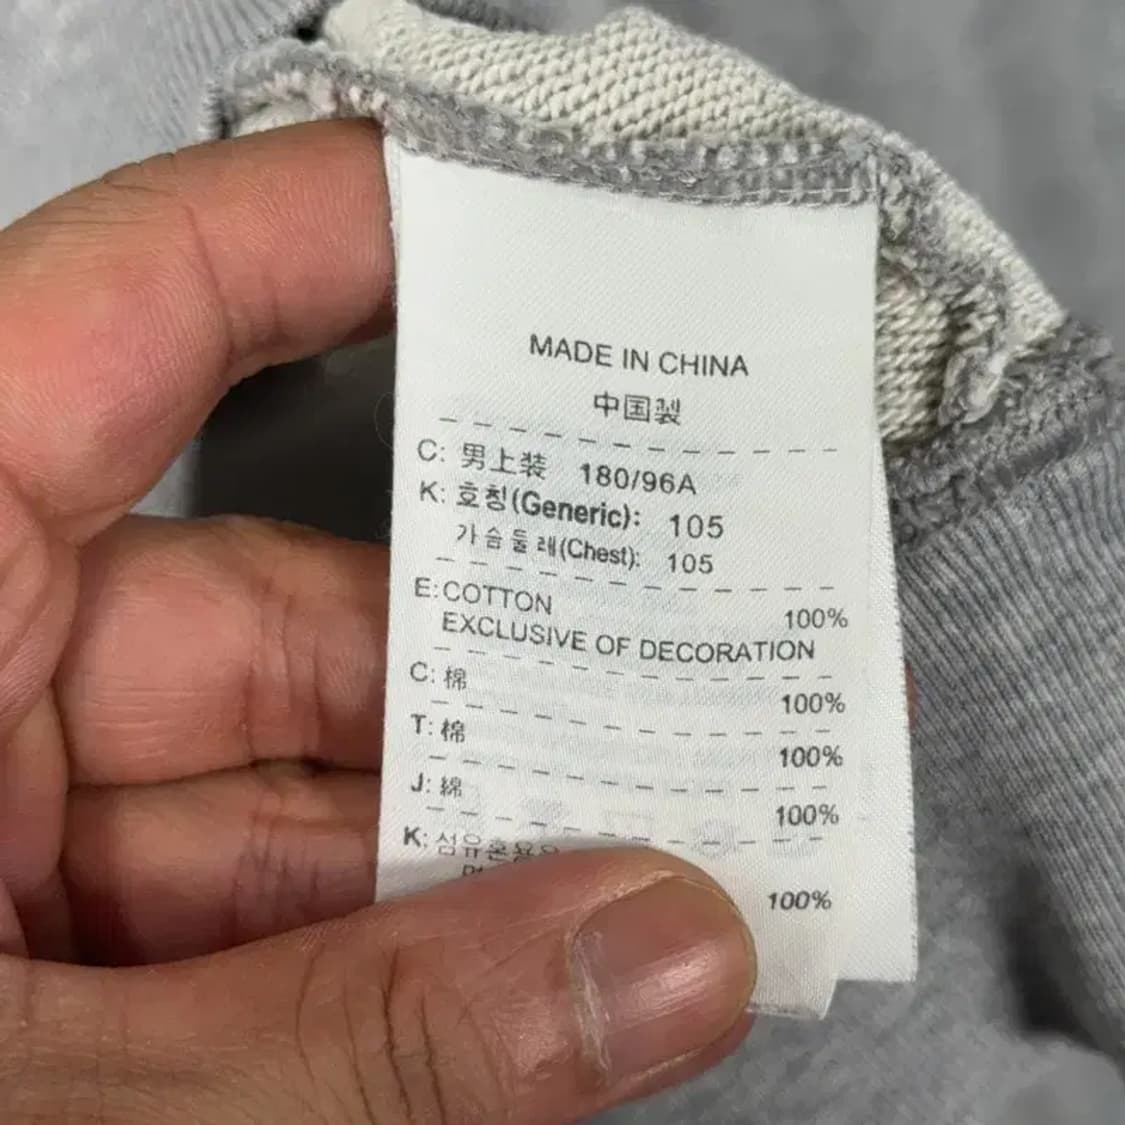 MADE IN CHINA
中国製
C: 男上装 180/96A
K: 호칭(Generic): 105
가슴둘레(Chest): 105
E: COTTON 100%
EXCLUSIVE OF DECORATION
C: 棉 100%
T: 棉 100%
J: 綿 100%
K: 섬유혼용율
100%